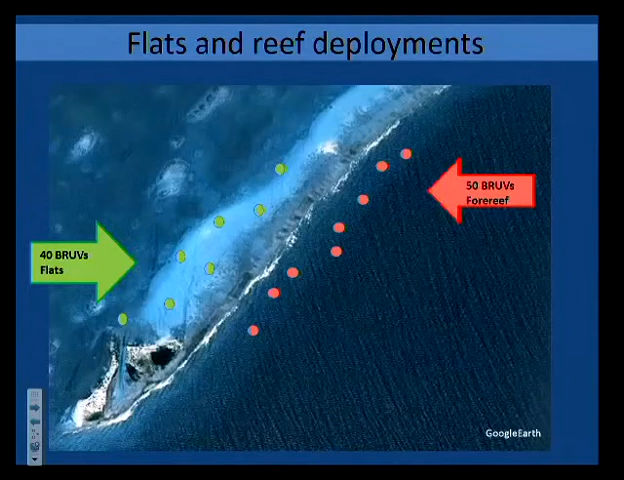 Flats and reef deployments
50 BRUVs
Forereef
40 BRUVs
Flats
GoogleEarth